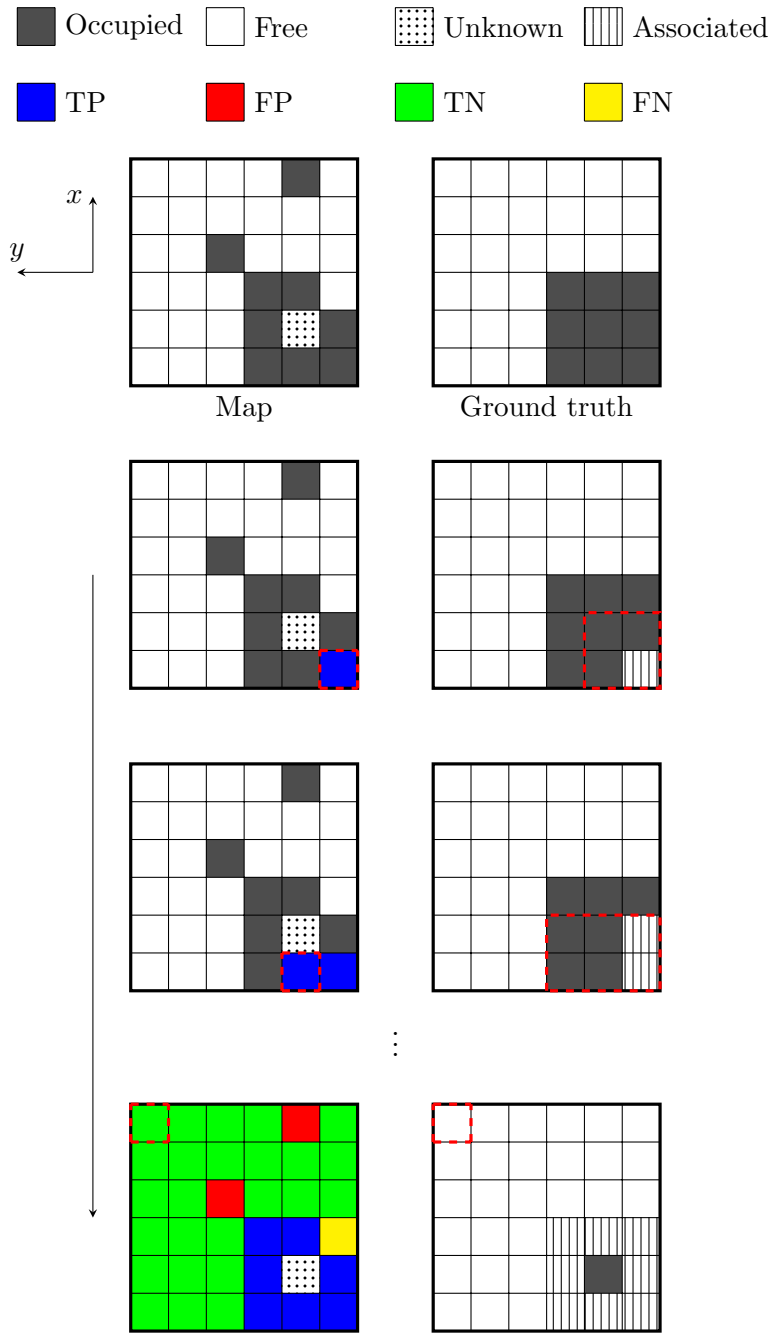 Occupied Free Unknown Associated
TP FP TN FN
x
y
Map Ground truth
⋮